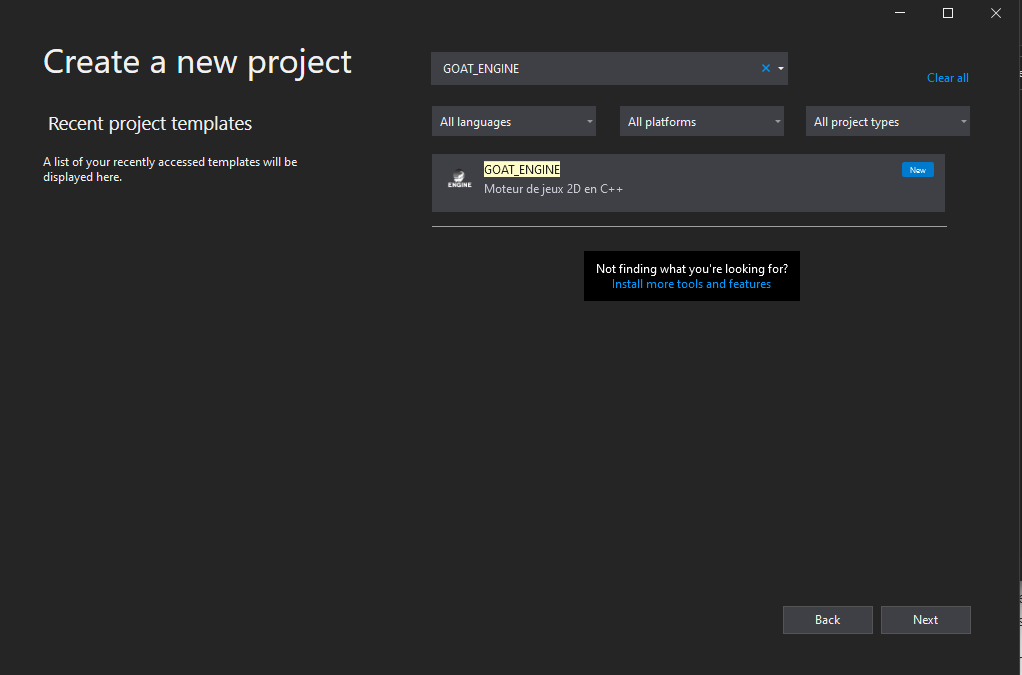 Create a new project
GOAT_ENGINE
Clear all
Recent project templates
All languages
All platforms
All project types
A list of your recently accessed templates will be
displayed here.
ENGINE
GOAT_ENGINE
New
Moteur de jeux 2D en C++
Not finding what you're looking for?
Install more tools and features
Back
Next